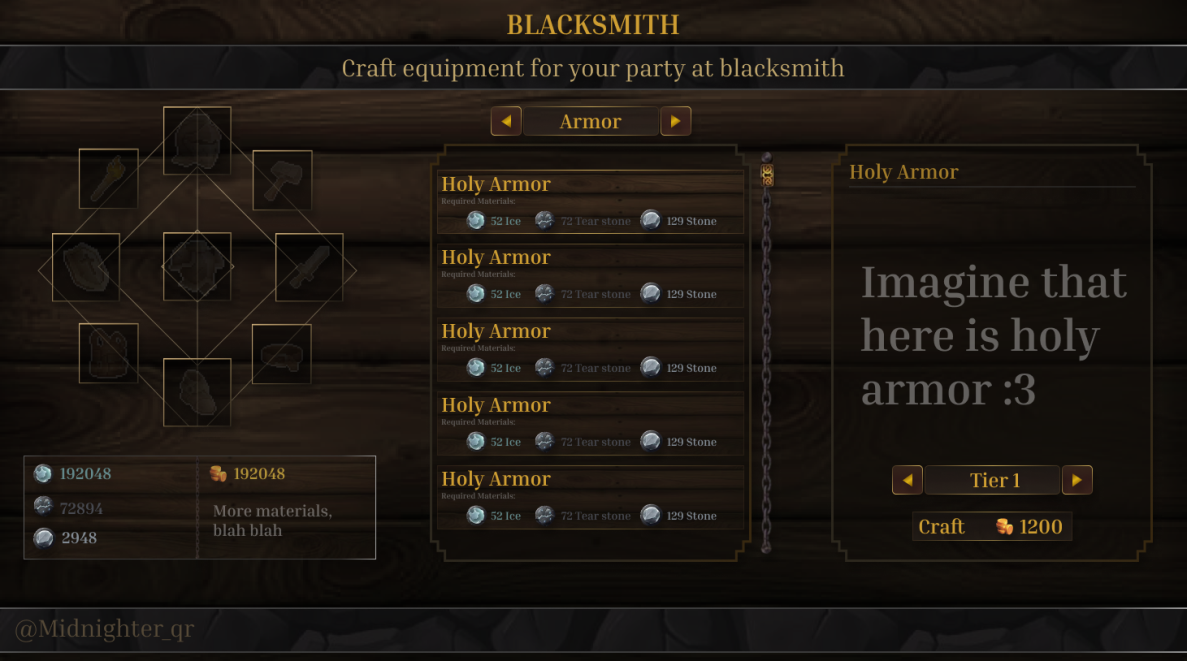 BLACKSMITH
Craft equipment for your party at blacksmith
Armor
Holy Armor
Required Materials:
52 Ice 72 Tear stone 129 Stone
Holy Armor
Required Materials:
52 Ice 72 Tear stone 129 Stone
Holy Armor
Required Materials:
52 Ice 72 Tear stone 129 Stone
Holy Armor
Required Materials:
52 Ice 72 Tear stone 129 Stone
Holy Armor
Required Materials:
52 Ice 72 Tear stone 129 Stone
192048
72894
2948
192048
More materials,
blah blah
Holy Armor
Imagine that
here is holy
armor :3
Tier 1
Craft 1200
@Midnighter_qr